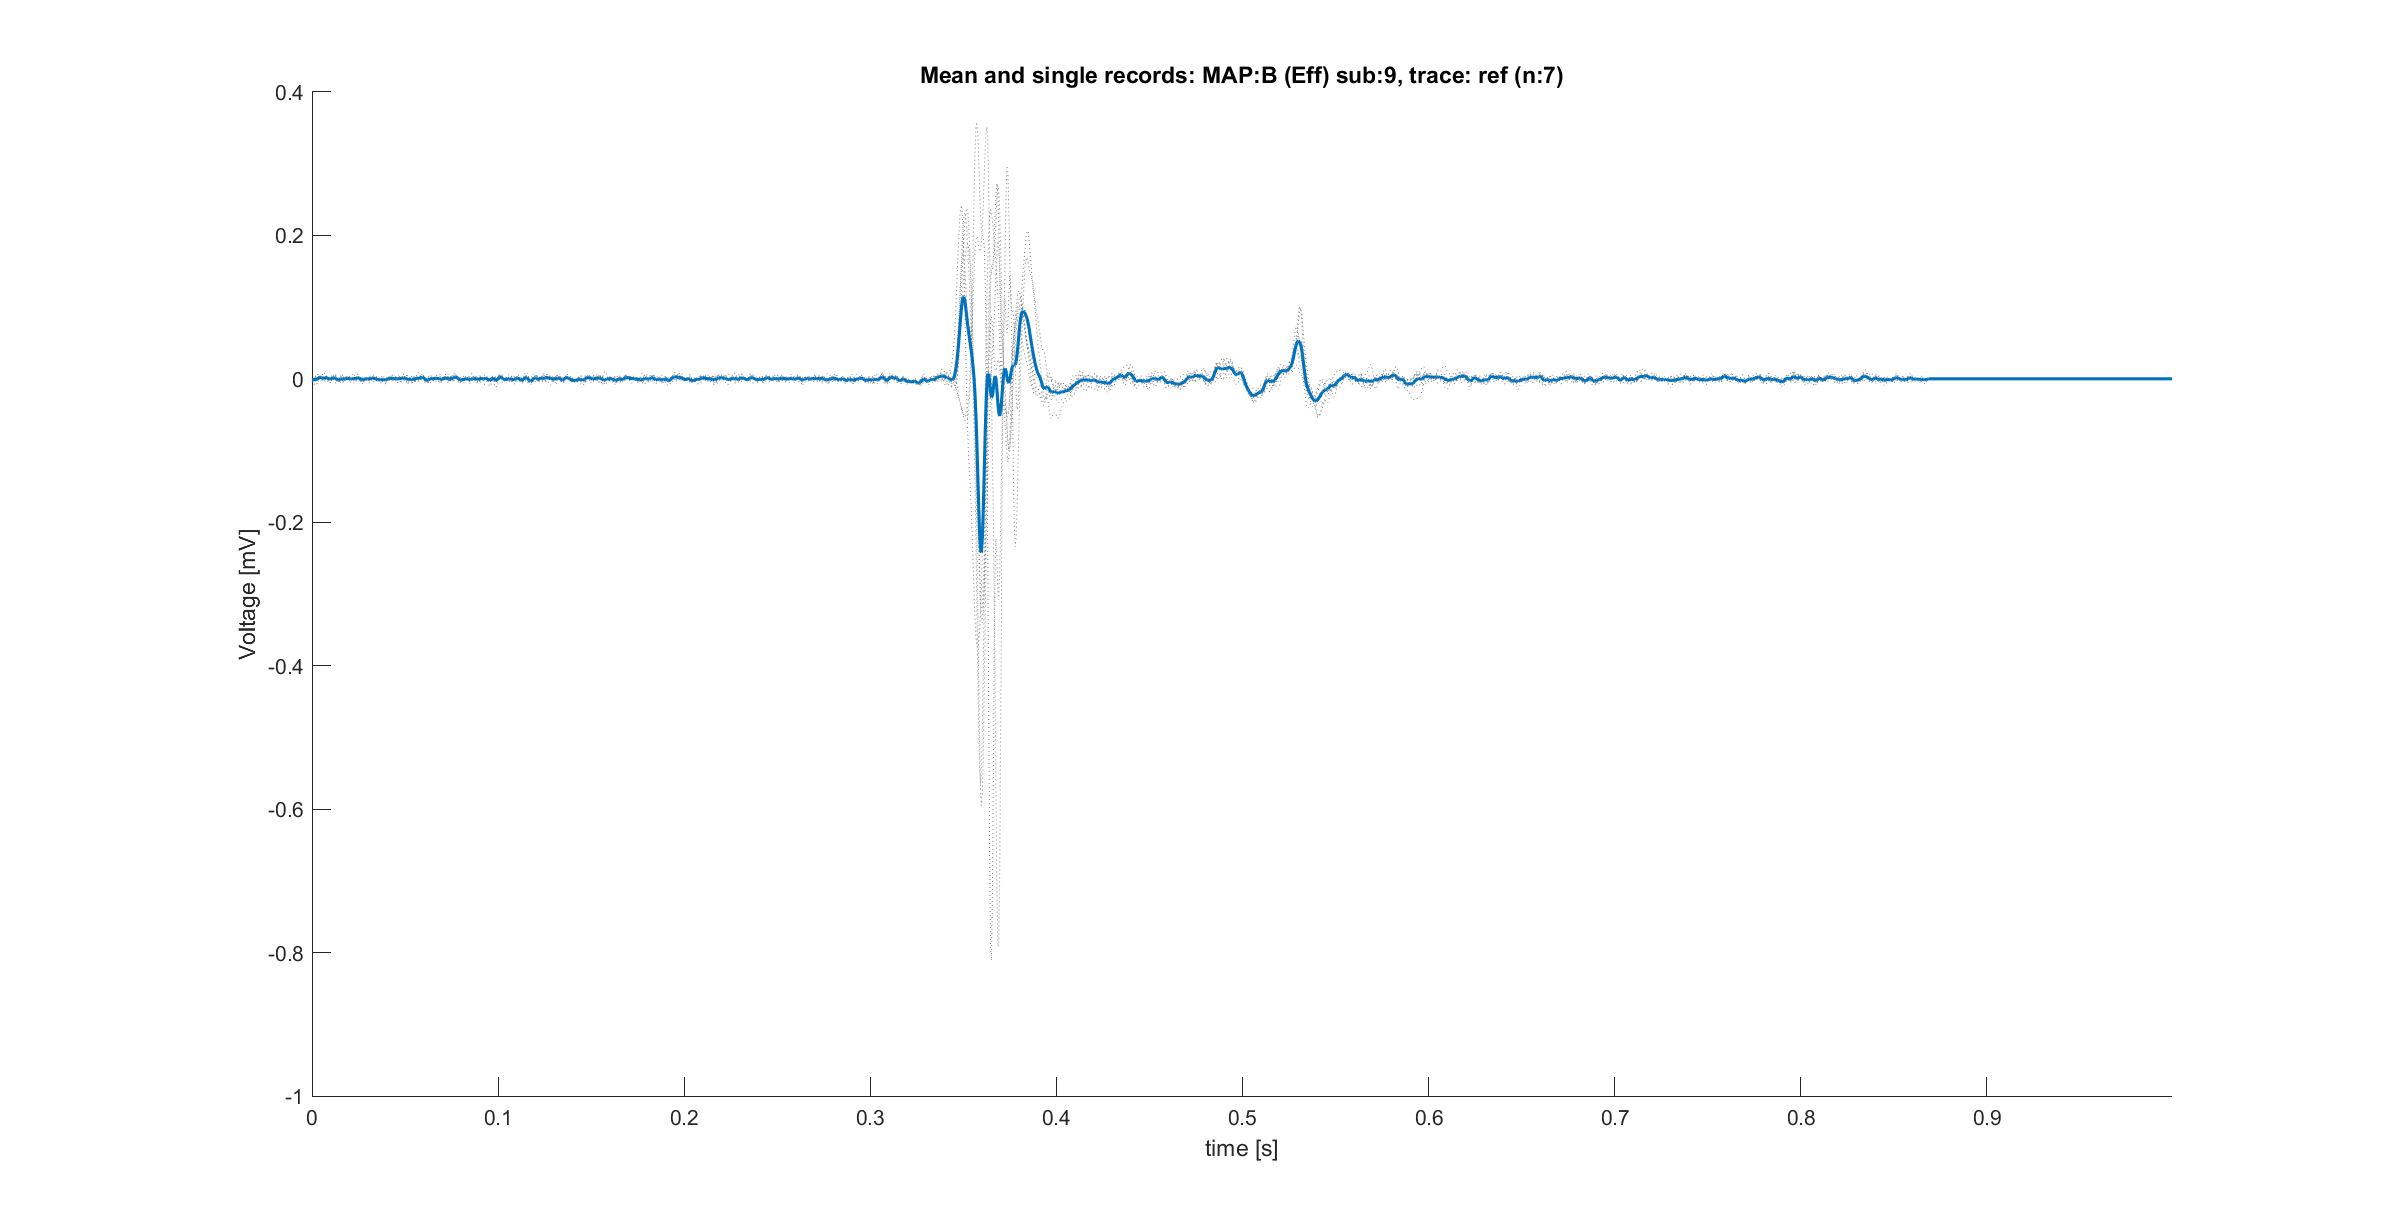 Mean and single records: MAP:B (Eff) sub:9, trace: ref (n:7)
0.4
0.2
0
-0.2
-0.4
-0.6
-0.8
-1
Voltage [mV]
0 0.1 0.2 0.3 0.4 0.5 0.6 0.7 0.8 0.9
time [s]